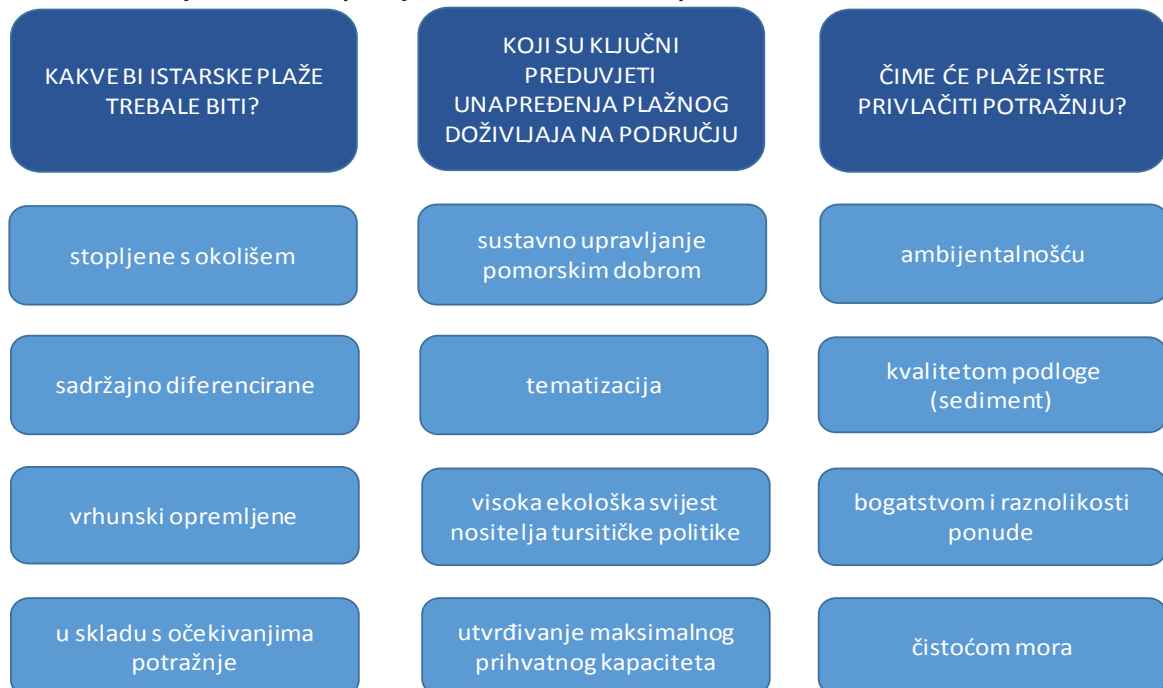 KAKVE BI ISTARSKE PLAŽE
TREBALE BITI?
stopljene s okolišem
sadržajno diferencirane
vrhunski opremljene
u skladu s očekivanjima
potražnje
KOJI SU KLJUČNI
PREDUVJETI
UNAPREĐENJA PLAŽNOG
DOŽIVLJAJA NA PODRUČJU
sustavno upravljanje
pomorskim dobrom
tematizacija
visoka ekološka svijest
nositelja tursitičke politike
utvrđivanje maksimalnog
prihvatnog kapaciteta
ČIME ĆE PLAŽE ISTRE
PRIVLAČITI POTRAŽNJU?
ambijentalnošću
kvalitetom podloge
(sediment)
bogatstvom i raznolikosti
ponude
čistoćom mora